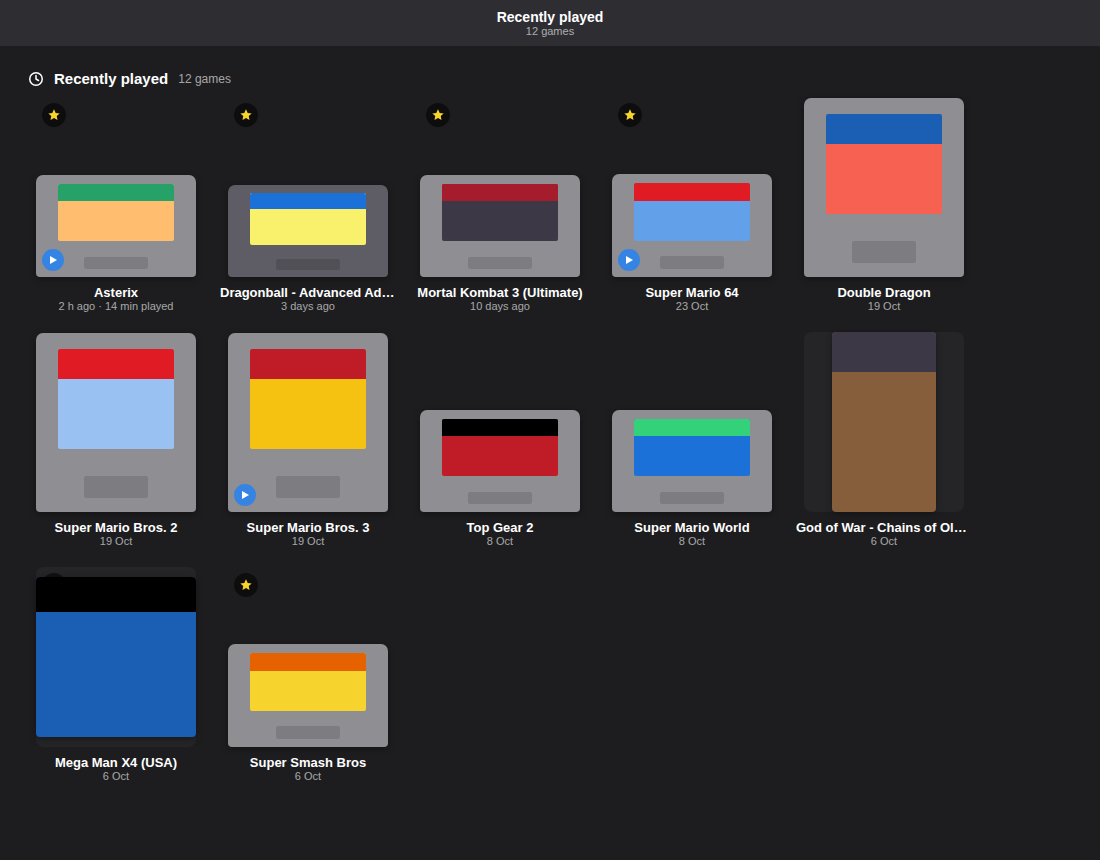 Recently played
12 games
Recently played 12 games
Asterix
2 h ago · 14 min played
Dragonball - Advanced Ad…
3 days ago
Mortal Kombat 3 (Ultimate)
10 days ago
Super Mario 64
23 Oct
Double Dragon
19 Oct
Super Mario Bros. 2
19 Oct
Super Mario Bros. 3
19 Oct
Top Gear 2
8 Oct
Super Mario World
8 Oct
God of War - Chains of Ol…
6 Oct
Mega Man X4 (USA)
6 Oct
Super Smash Bros
6 Oct